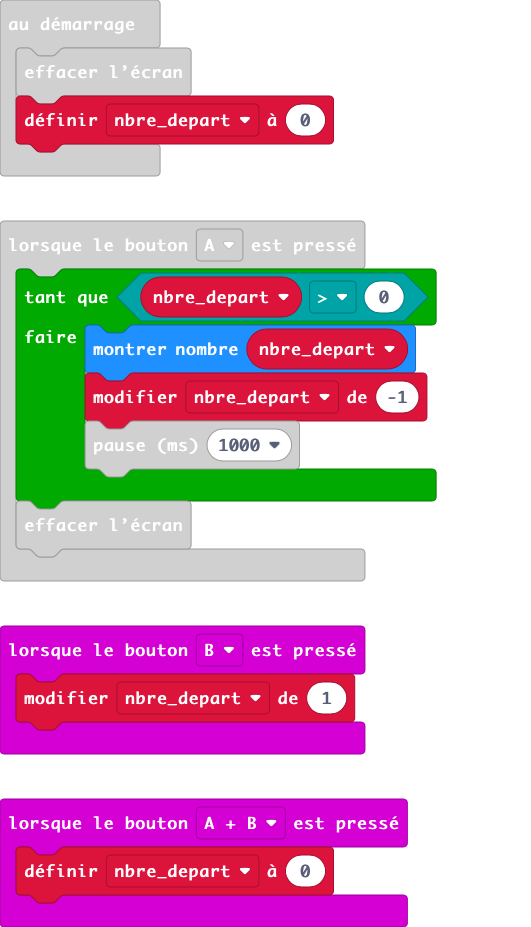 au démarrage
effacer l’écran
définir nbre_depart à 0
lorsque le bouton A est pressé
tant que nbre_depart > 0
faire
montrer nombre nbre_depart
modifier nbre_depart de -1
pause (ms) 1000
effacer l’écran
lorsque le bouton B est pressé
modifier nbre_depart de 1
lorsque le bouton A + B est pressé
définir nbre_depart à 0